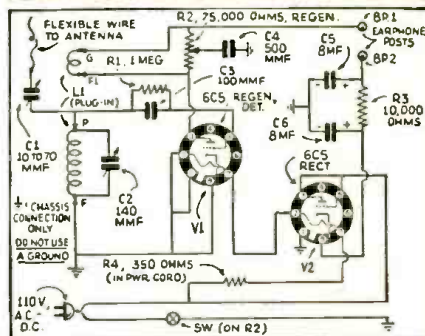 FLEXIBLE WIRE
TO ANTENNA
R2, 75,000 OHMS, REGEN.
BP.1
EARPHONE
POSTS
BP2
C4
500
MMF
C5
8MF
G
F1
R1, 1 MEG
C3
100MMF
L1
(PLUG-IN)
6C5, REGEN.
DET.
R3
10,000
OHMS
C6
8MF
C1
10 TO 70
MMF
P
C2
140
MMF
F
6C5
RECT
V1
V2
CHASSIS
CONNECTION
ONLY
DO NOT USE
A GROUND
R4, 350 OHMS
(IN PWR CORD)
110V.
A.C.-
D.C.
SW (ON R2)